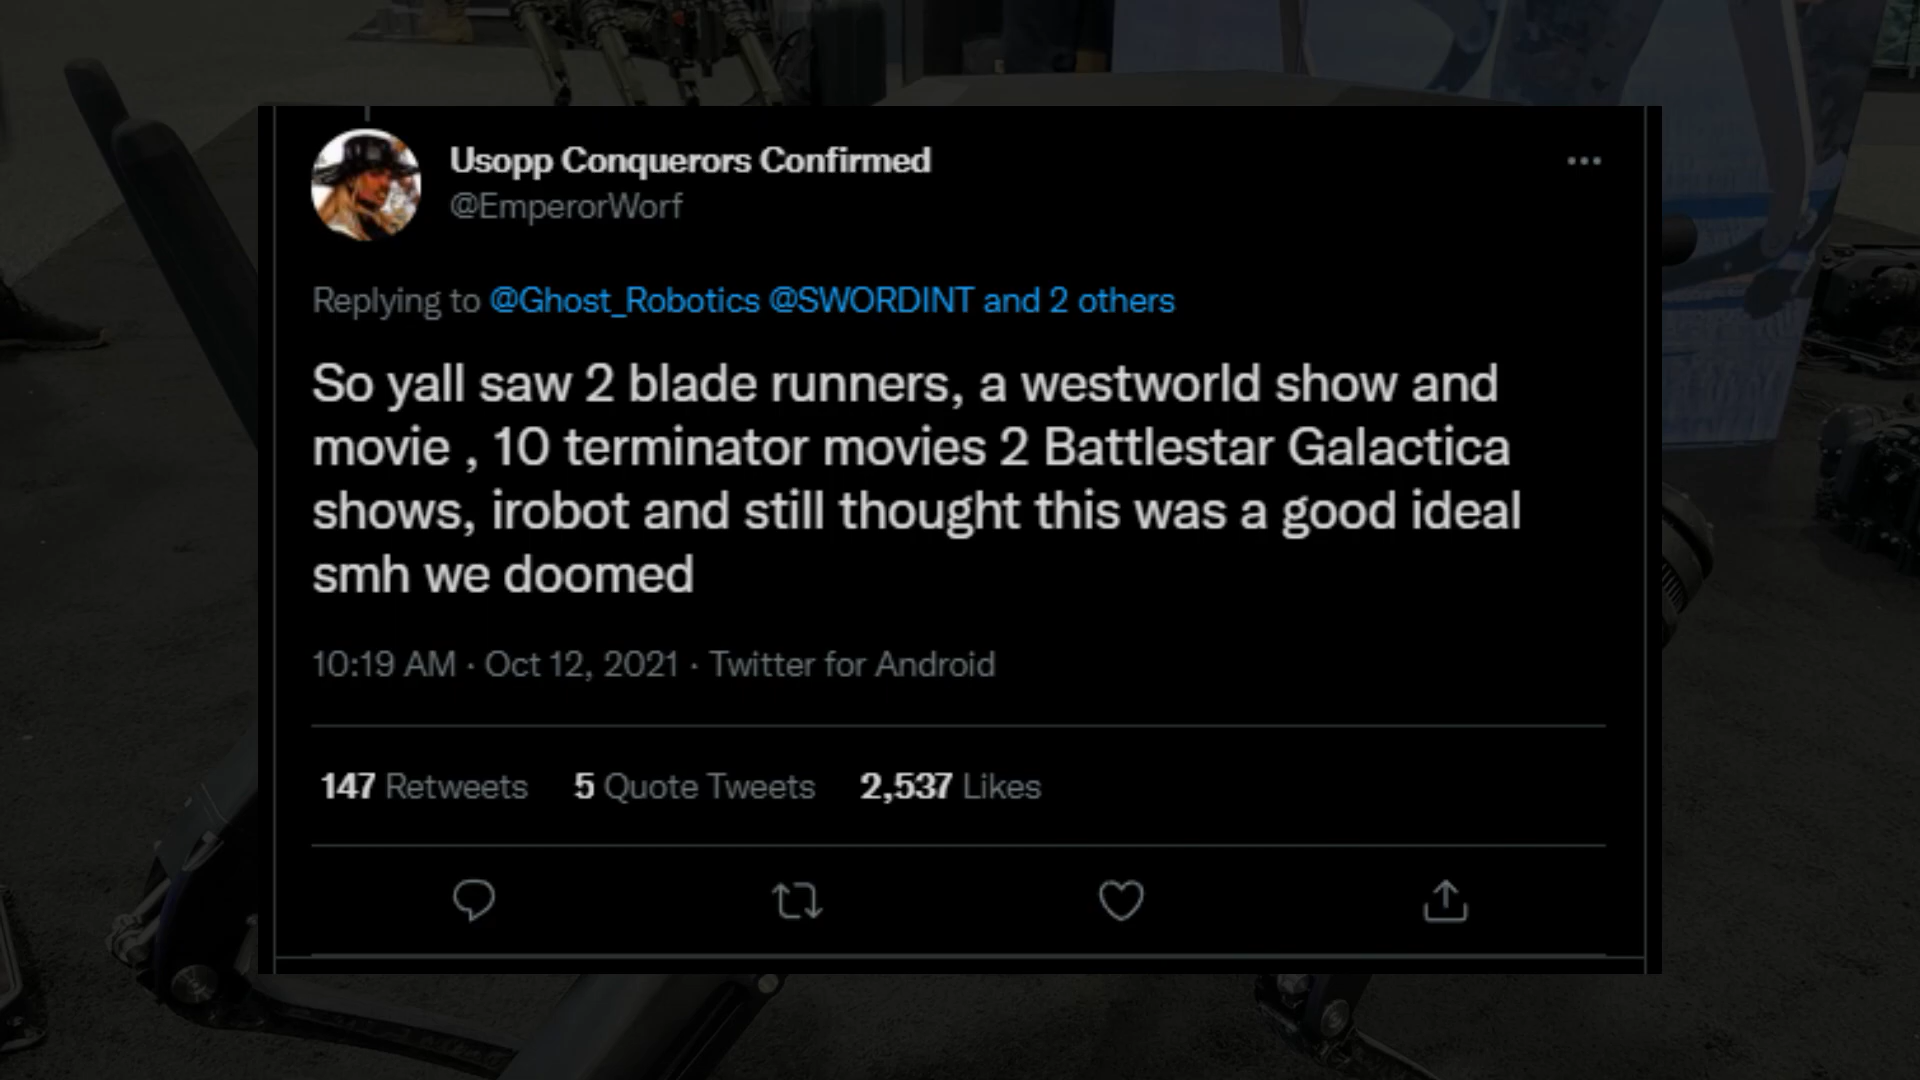 Usopp Conquerors Confirmed
@EmperorWorf
Replying to @Ghost_Robotics @SWORDINT and 2 others
So yall saw 2 blade runners, a westworld show and
movie , 10 terminator movies 2 Battlestar Galactica
shows, irobot and still thought this was a good ideal
smh we doomed
10:19 AM · Oct 12, 2021 · Twitter for Android
147 Retweets 5 Quote Tweets 2,537 Likes